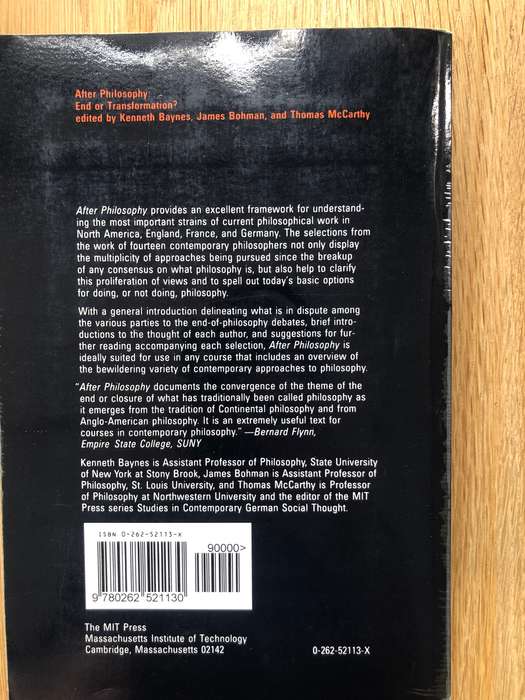 After Philosophy:
End or Transformation?
edited by Kenneth Baynes, James Bohman, and Thomas McCarthy
After Philosophy provides an excellent framework for understand-
ing the most important strains of current philosophical work in
North America, England, France, and Germany. The selections from
the work of fourteen contemporary philosophers not only display
the multiplicity of approaches being pursued since the breakup
of any consensus on what philosophy is, but also help to clarify
this proliferation of views and to spell out today's basic options
for doing, or not doing, philosophy.
With a general introduction delineating what is in dispute among
the various parties to the end-of-philosophy debates, brief intro-
ductions to the thought of each author, and suggestions for fur-
ther reading accompanying each selection, After Philosophy is
ideally suited for use in any course that includes an overview of
the bewildering variety of contemporary approaches to philosophy.
"After Philosophy documents the convergence of the theme of the
end or closure of what has traditionally been called philosophy as
it emerges from the tradition of Continental philosophy and from
Anglo-American philosophy. It is an extremely useful text for
courses in contemporary philosophy." —Bernard Flynn,
Empire State College, SUNY
Kenneth Baynes is Assistant Professor of Philosophy, State University
of New York at Stony Brook, James Bohman is Assistant Professor of
Philosophy, St. Louis University, and Thomas McCarthy is Professor
of Philosophy at Northwestern University and the editor of the MIT
Press series Studies in Contemporary German Social Thought.
ISBN 0-262-52113-X
90000>
9 780262 521130
The MIT Press
Massachusetts Institute of Technology
Cambridge, Massachusetts 02142
0-262-52113-X